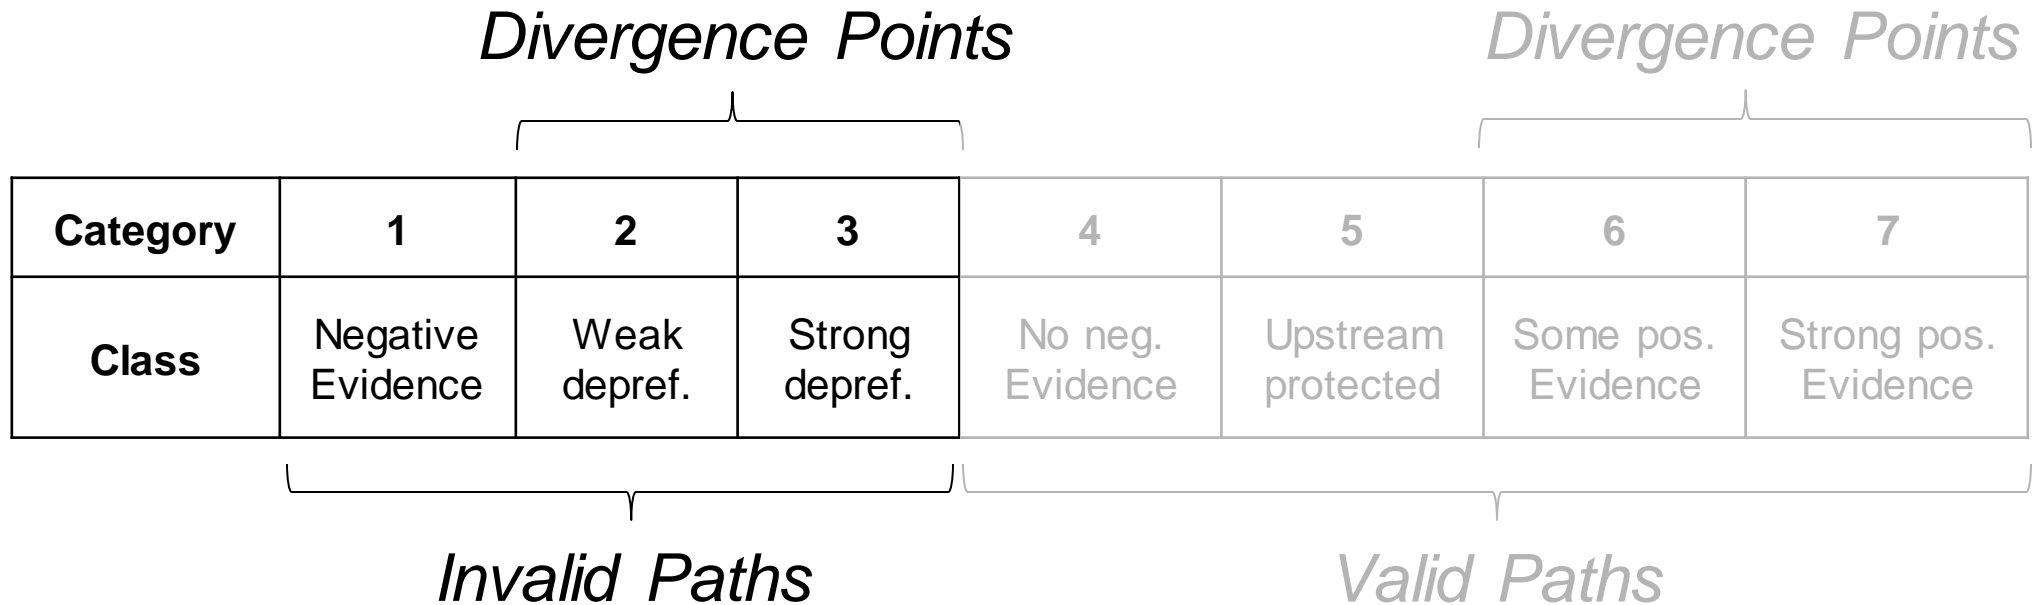 Divergence Points Divergence Points
Category 1 2 3 4 5 6 7
Class Negative Evidence Weak depref. Strong depref. No neg. Evidence Upstream protected Some pos. Evidence Strong pos. Evidence
Invalid Paths Valid Paths